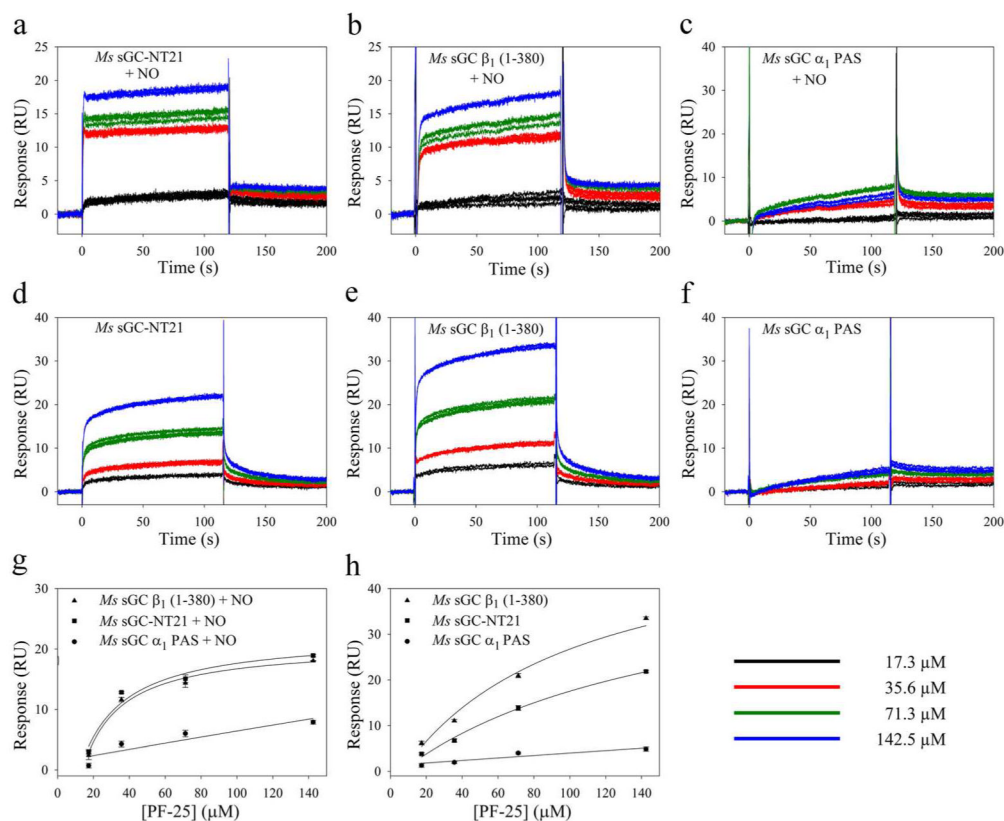 a
Ms sGC-NT21
+ NO
Response (RU)
25
20
15
10
5
0
0
50
100
150
200
Time (s)
b
Ms sGC β1 (1-380)
+ NO
Response (RU)
25
20
15
10
5
0
0
50
100
150
200
Time (s)
c
Ms sGC α1 PAS
+ NO
Response (RU)
40
30
20
10
0
0
50
100
150
200
Time (s)
d
Ms sGC-NT21
Response (RU)
40
30
20
10
0
0
50
100
150
200
Time (s)
e
Ms sGC β1 (1-380)
Response (RU)
40
30
20
10
0
0
50
100
150
200
Time (s)
f
Ms sGC α1 PAS
Response (RU)
40
30
20
10
0
0
50
100
150
200
Time (s)
g
Ms sGC β1 (1-380) + NO
Ms sGC-NT21 + NO
Ms sGC α1 PAS + NO
Response (RU)
30
20
10
0
0
20
40
60
80
100
120
140
[PF-25] (μM)
h
Ms sGC β1 (1-380)
Ms sGC-NT21
Ms sGC α1 PAS
Response (RU)
40
30
20
10
0
0
20
40
60
80
100
120
140
[PF-25] (μM)
17.3 μM
35.6 μM
71.3 μM
142.5 μM